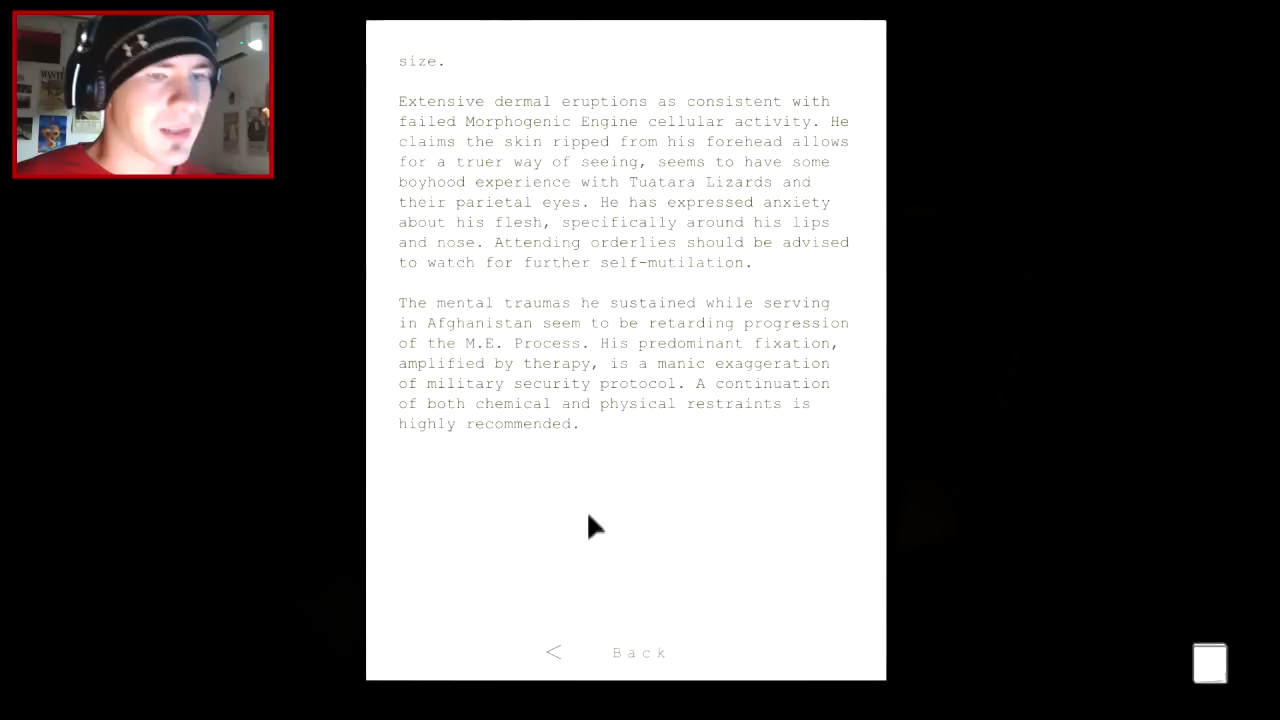 size.
Extensive dermal eruptions as consistent with
failed Morphogenic Engine cellular activity. He
claims the skin ripped from his forehead allows
for a truer way of seeing, seems to have some
boyhood experience with Tuatara Lizards and
their parietal eyes. He has expressed anxiety
about his flesh, specifically around his lips
and nose. Attending orderlies should be advised
to watch for further self-mutilation.
The mental traumas he sustained while serving
in Afghanistan seem to be retarding progression
of the M.E. Process. His predominant fixation,
amplified by therapy, is a manic exaggeration
of military security protocol. A continuation
of both chemical and physical restraints is
highly recommended.
< Back
WANTED